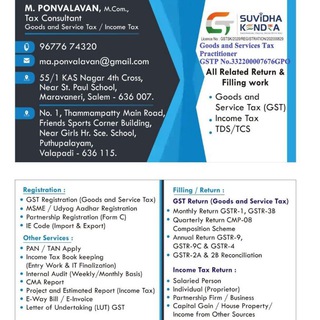 M. PONVALAVAN, M.Com.,
Tax Consultant
Goods and Service Tax / Income Tax
96776 74320
ma.ponvalavan@gmail.com
55/1 KAS Nagar 4th Cross,
Near St. Paul School,
Maravaneri, Salem - 636 007.
No. 1, Thammampatty Main Road,
Friends Sports Corner Building,
Near Girls Hr. Sce. School,
Puthupalayam,
Valapadi - 636 115.
SUVIDHA
KENDRA
Goods and Services Tax
Practitioner
GSTP No.332200007676GPO
All Related Return &
Filling work
• Goods and
Service Tax (GST)
• Income Tax
• TDS/TCS
Registration :
• GST Registration (Goods and Service Tax)
• MSME / Udyog Aadhar Registration
• Partnership Registration (Form C)
• IE Code (Import & Export)
Other Services :
• PAN / TAN Apply
• Income Tax Book keeping
(Entry Work & IT Finalization)
• Internal Audit (Weekly/Monthly Basis)
• CMA Report
• Project and Estimated Report (Income Tax)
• E-Way Bill / E-Invoice
• Letter of Undertaking (LUT) GST
Filling / Return :
GST Return (Goods and Service Tax)
• Monthly Return GSTR-1, GSTR-3B
• Quarterly Return CMP-08
Composition Scheme
• Annual Return GSTR-9,
GSTR-9C & GSTR-4
• GSTR-2A & 2B Reconciliation
Income Tax Return :
• Salaried Person
• Individual (Proprietor)
• Partnership Firm / Business
• Capital Gain / House Property/
Income from Other Sources